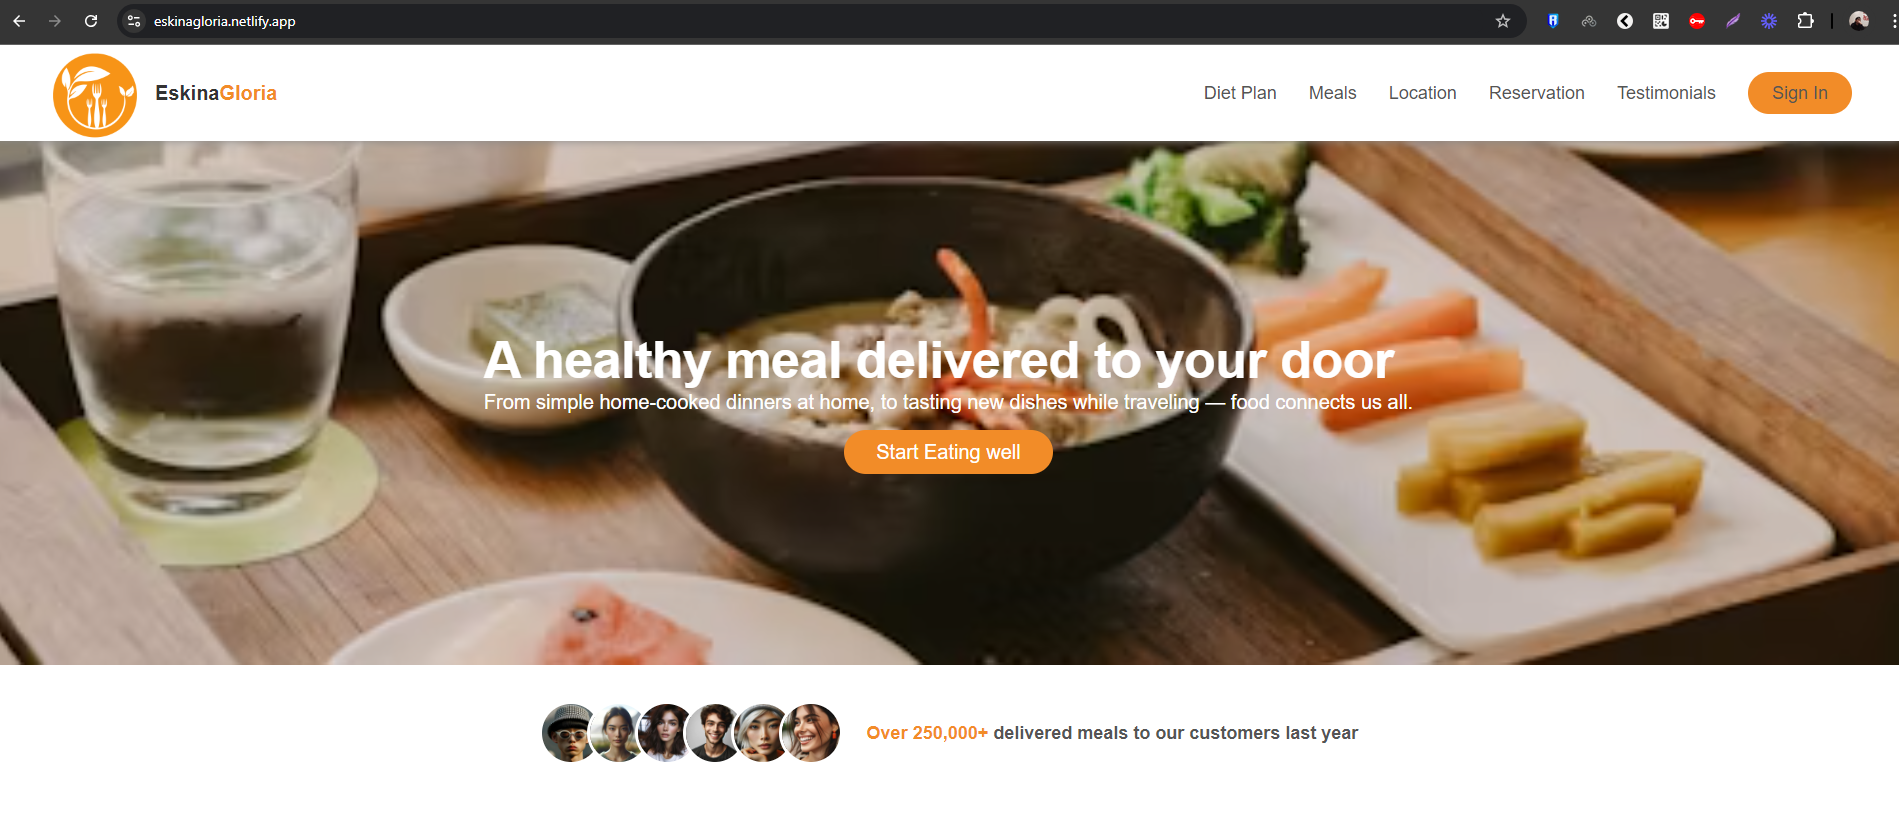 eskinagloria.netlify.app
EskinaGloria
Diet Plan
Meals
Location
Reservation
Testimonials
Sign In
A healthy meal delivered to your door
From simple home-cooked dinners at home, to tasting new dishes while traveling — food connects us all.
Start Eating well
Over 250,000+ delivered meals to our customers last year